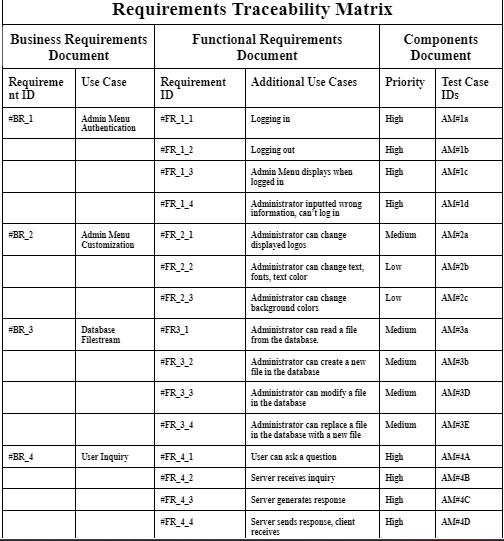 Requirements Traceability Matrix
Business Requirements Document
Functional Requirements Document
Components Document
Requirement ID
Use Case
Requirement ID
Additional Use Cases
Priority
Test Case IDs
#BR_1 Admin Menu Authentication #FR_1_1 Logging in High AM#1a
#FR_1_2 Logging out High AM#1b
#FR_1_3 Admin Menu displays when logged in High AM#1c
#FR_1_4 Administrator inputted wrong information, can't log in High AM#1d
#BR_2 Admin Menu Customization #FR_2_1 Administrator can change displayed logos Medium AM#2a
#FR_2_2 Administrator can change text, fonts, text color Low AM#2b
#FR_2_3 Administrator can change background colors Low AM#2c
#BR_3 Database Filestream #FR3_1 Administrator can read a file from the database. Medium AM#3a
#FR_3_2 Administrator can create a new file in the database Medium AM#3b
#FR_3_3 Administrator can modify a file in the database Medium AM#3D
#FR_3_4 Administrator can replace a file in the database with a new file Medium AM#3E
#BR_4 User Inquiry #FR_4_1 User can ask a question High AM#4A
#FR_4_2 Server receives inquiry High AM#4B
#FR_4_3 Server generates response High AM#4C
#FR_4_4 Server sends response, client receives High AM#4D